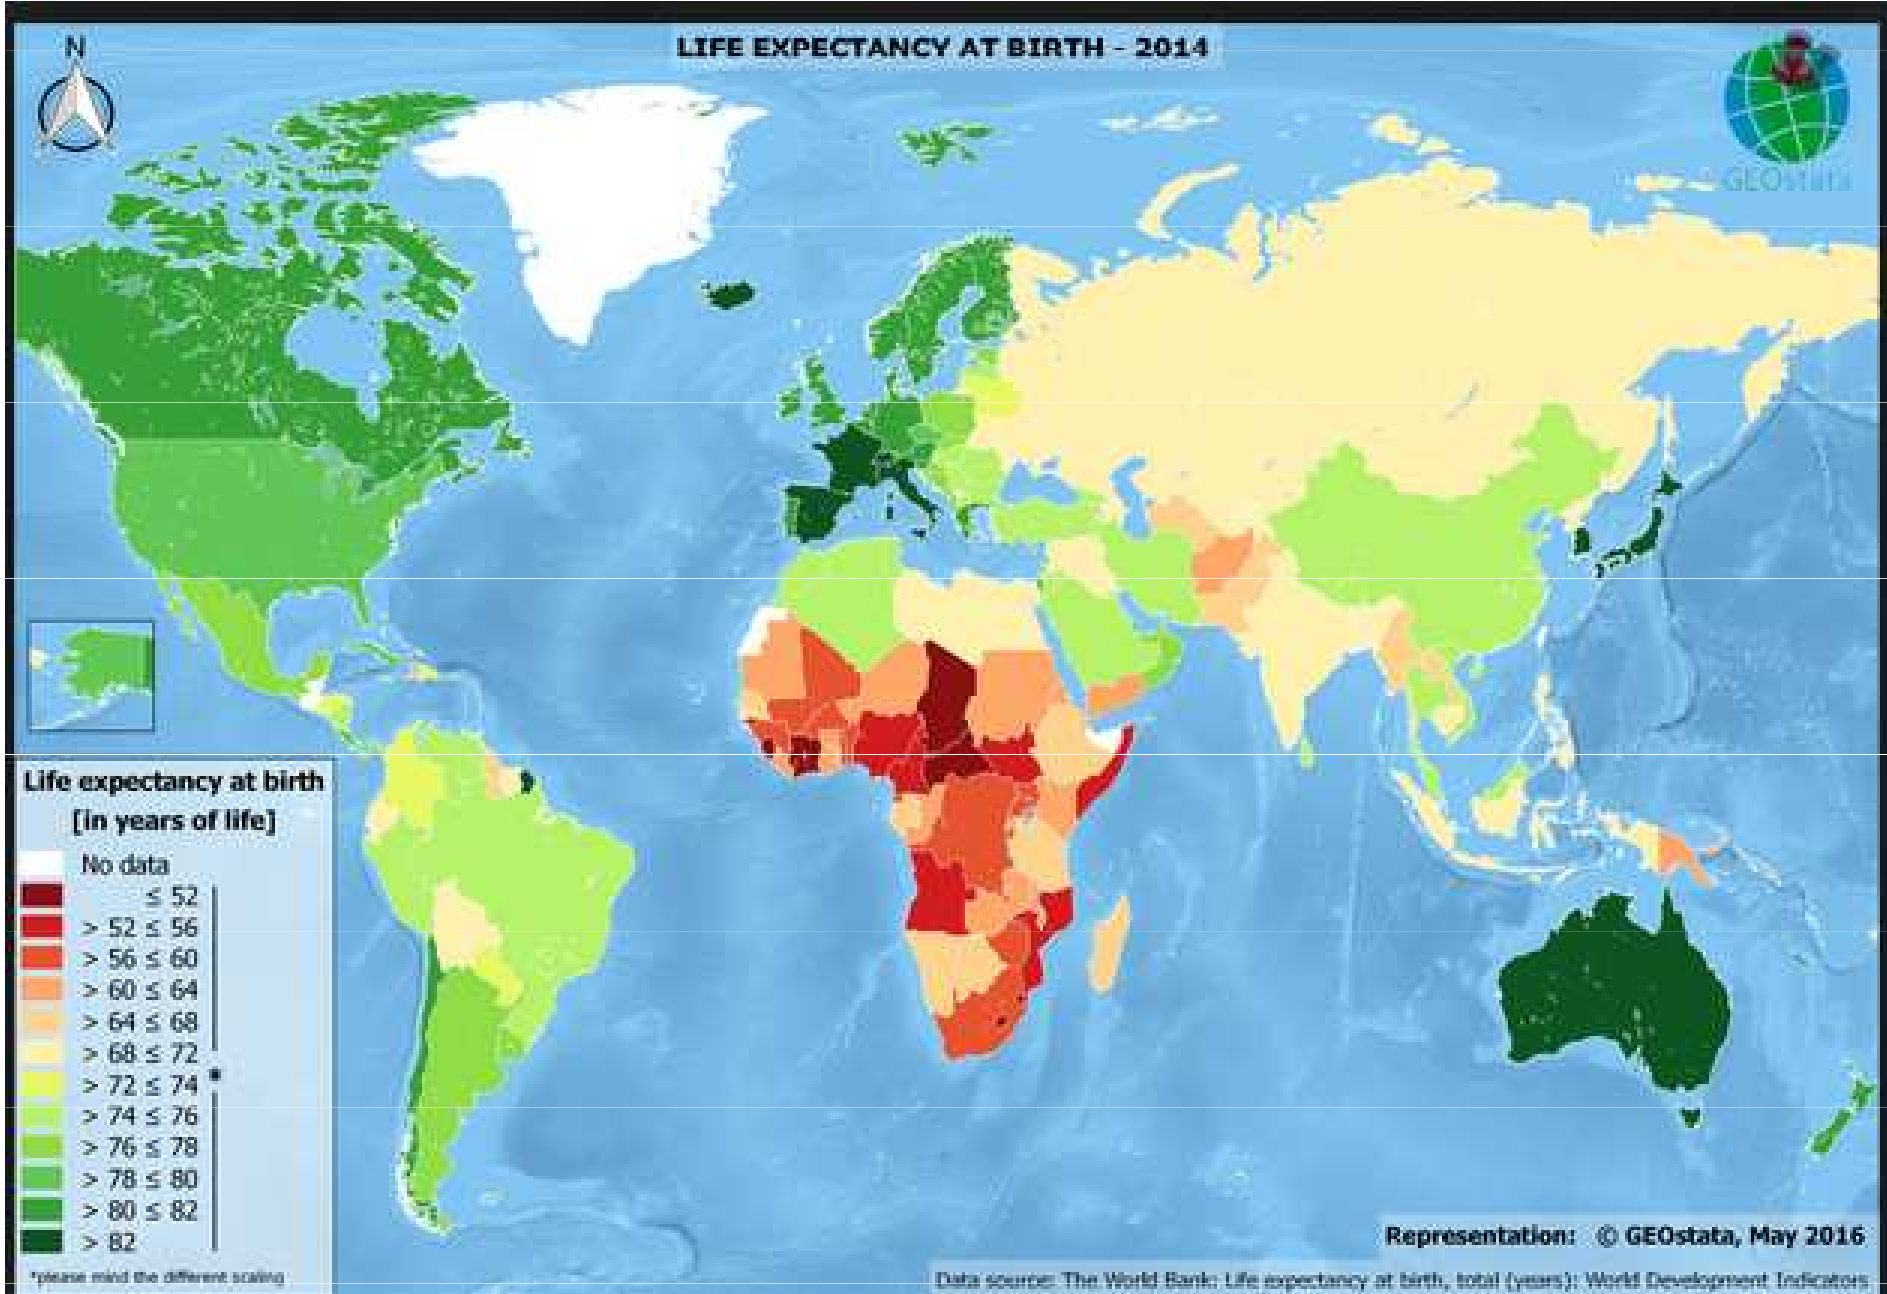 N
LIFE EXPECTANCY AT BIRTH - 2014
GEOstata
Life expectancy at birth
[in years of life]
No data
≤ 52
> 52 ≤ 56
> 56 ≤ 60
> 60 ≤ 64
> 64 ≤ 68
> 68 ≤ 72
> 72 ≤ 74 *
> 74 ≤ 76
> 76 ≤ 78
> 78 ≤ 80
> 80 ≤ 82
> 82
*please mind the different scaling
Representation: © GEOstata, May 2016
Data source: The World Bank: Life expectancy at birth, total (years): World Development Indicators